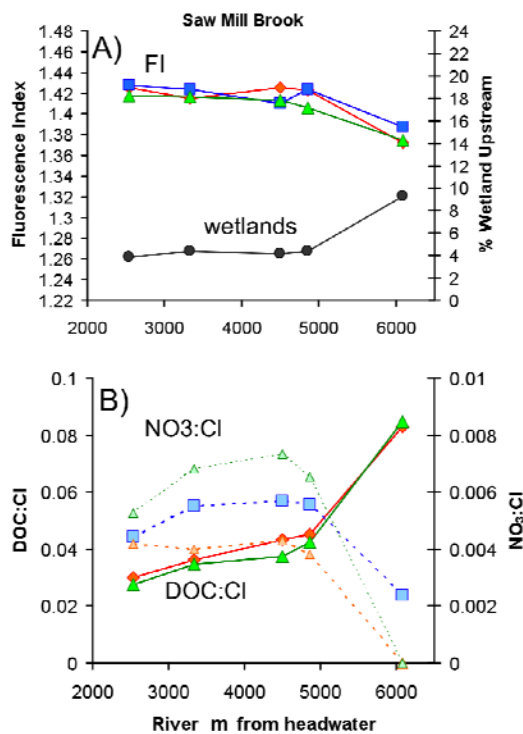 Saw Mill Brook
A)
FI
wetlands
Fluorescence Index
1.48
1.46
1.44
1.42
1.4
1.38
1.36
1.34
1.32
1.3
1.28
1.26
1.24
1.22
% Wetland Upstream
24
22
20
18
16
14
12
10
8
6
4
2
0
2000 3000 4000 5000 6000
B)
NO3:Cl
DOC:Cl
DOC:Cl
0.1
0.08
0.06
0.04
0.02
0
NO₃:Cl
0.01
0.008
0.006
0.004
0.002
0
2000 3000 4000 5000 6000
River m from headwater